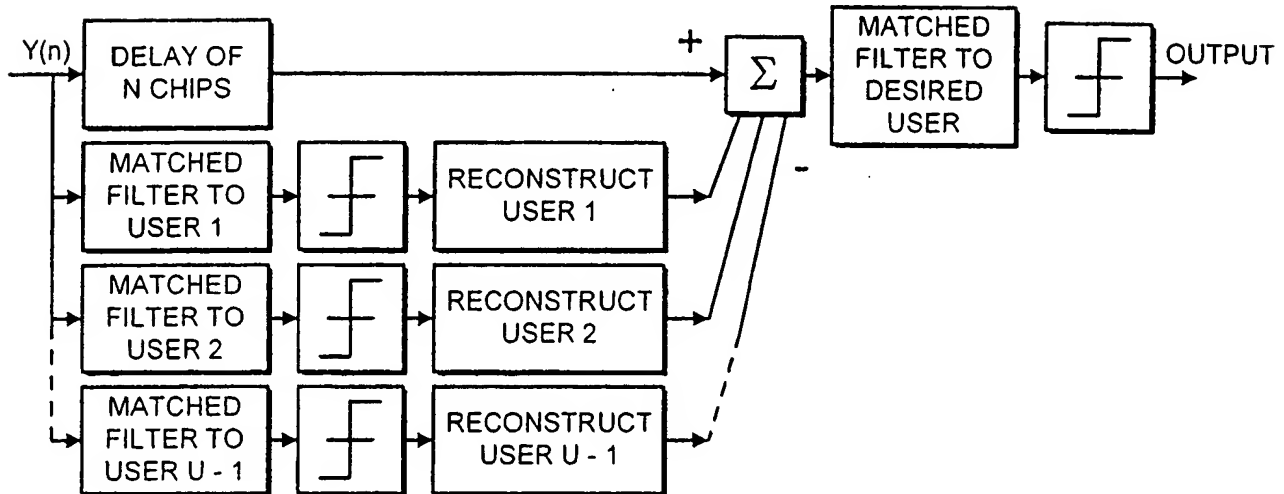 Y(n)
DELAY OF
N CHIPS
+
Σ
MATCHED
FILTER TO
DESIRED
USER
OUTPUT
-
MATCHED
FILTER TO
USER 1
RECONSTRUCT
USER 1
MATCHED
FILTER TO
USER 2
RECONSTRUCT
USER 2
MATCHED
FILTER TO
USER U - 1
RECONSTRUCT
USER U - 1